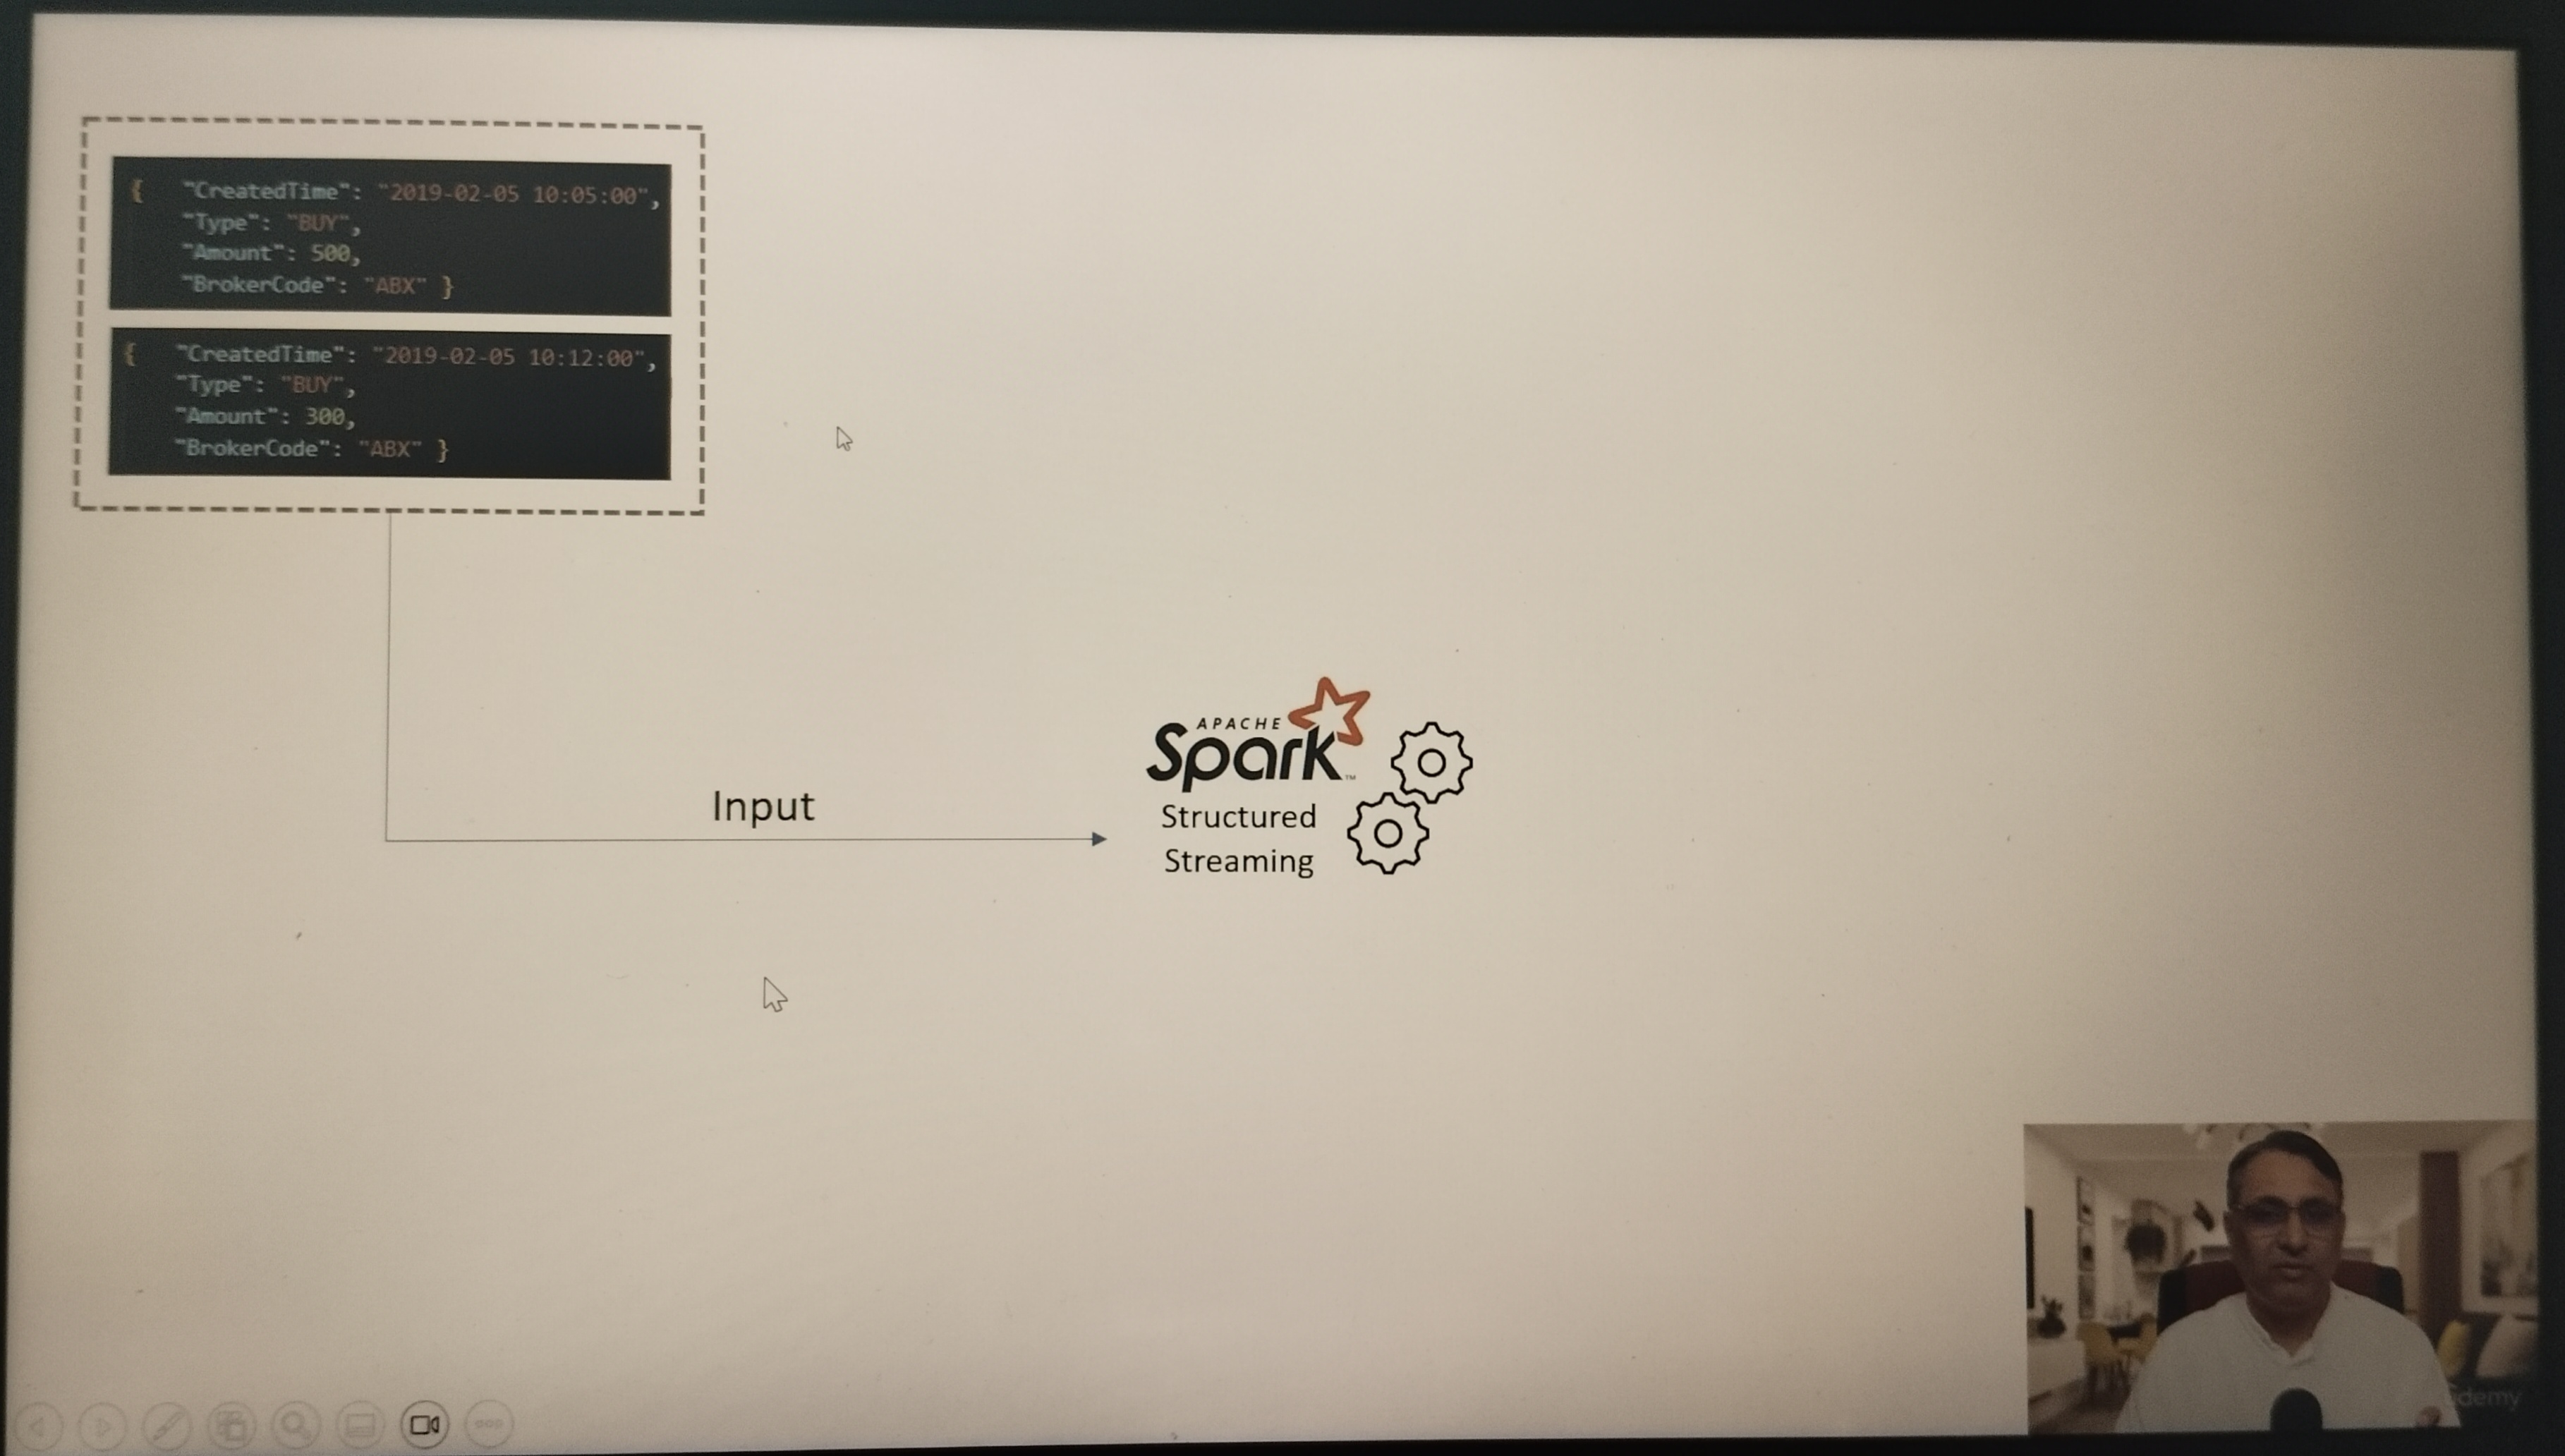 { "CreatedTime": "2019-02-05 10:05:00",
"Type": "BUY",
"Amount": 500,
"BrokerCode": "ABX" }
{ "CreatedTime": "2019-02-05 10:12:00",
"Type": "BUY",
"Amount": 300,
"BrokerCode": "ABX" }
Input
APACHE
Spark™
Structured
Streaming
udemy